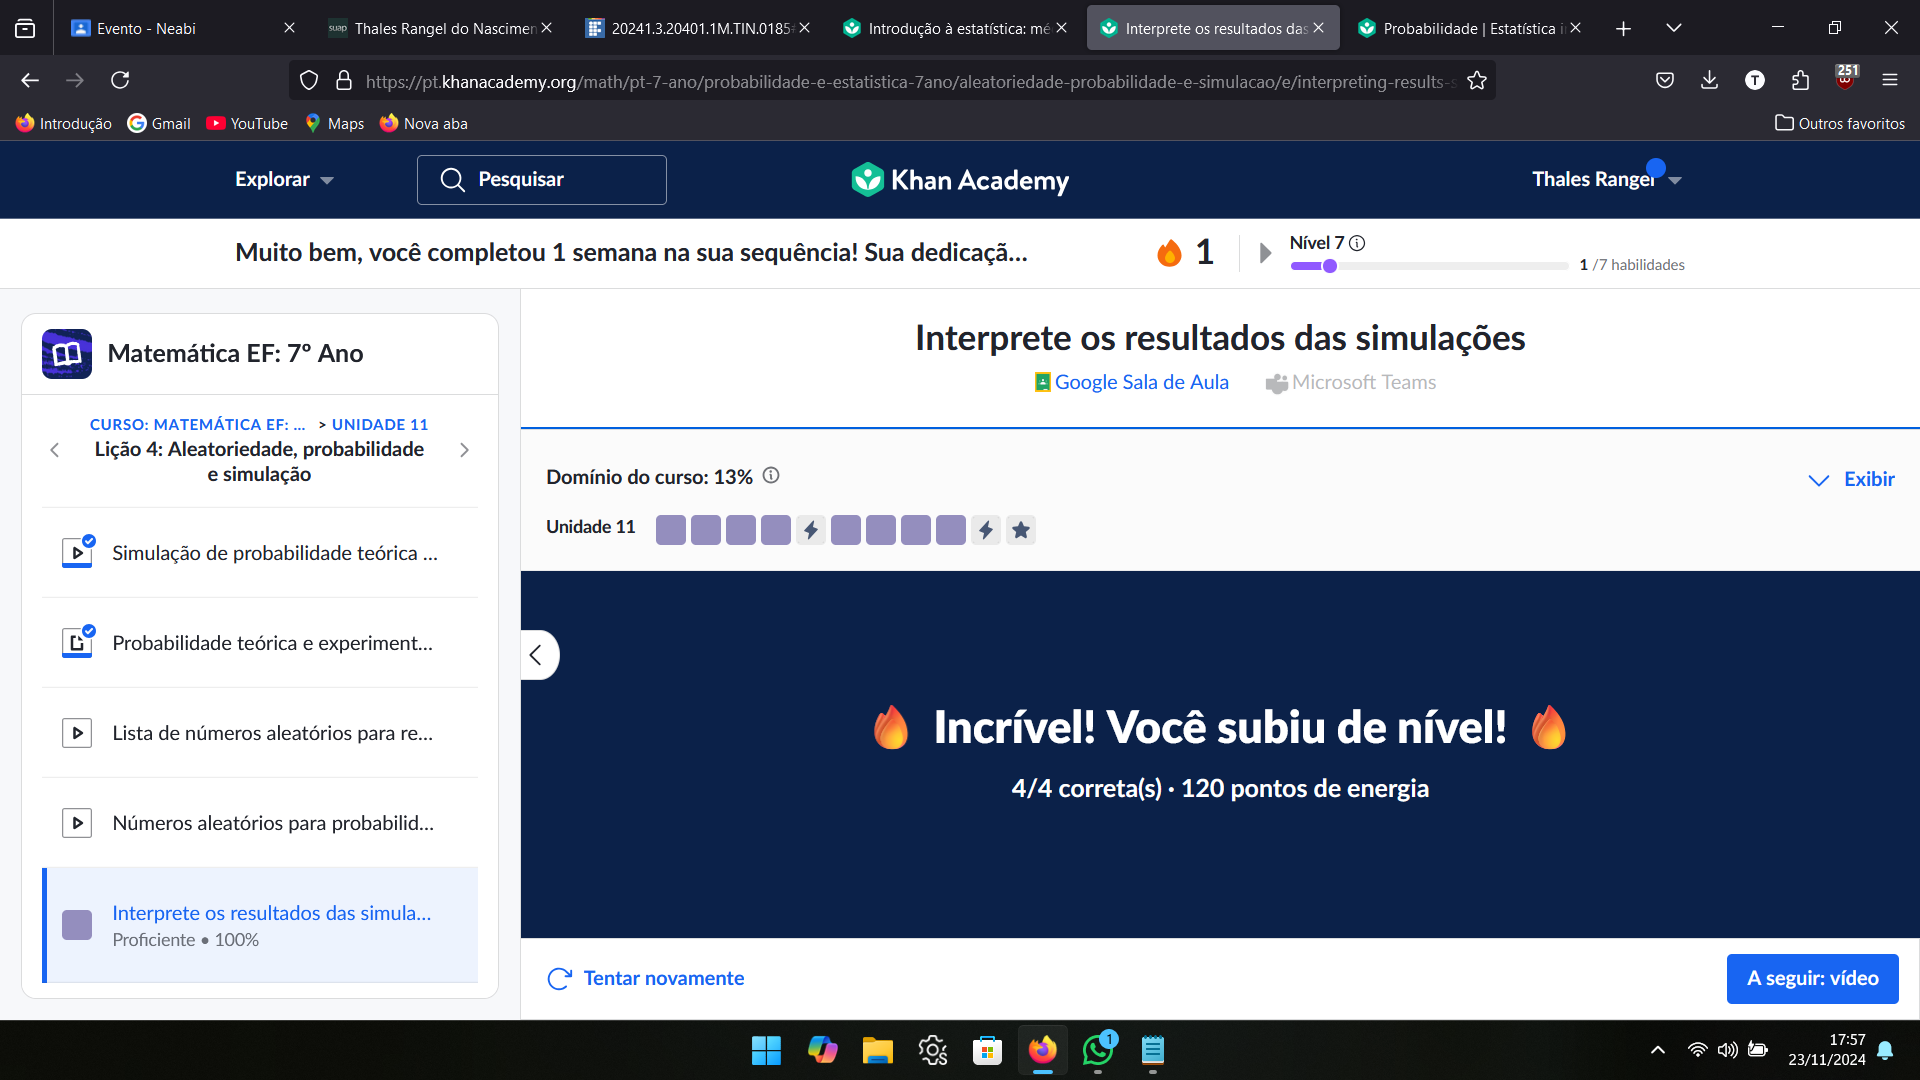 Evento - Neabi
suap
Thales Rangel do Nascimen
20241.3.20401.1M.TIN.0185
Introdução à estatística: mé
Interprete os resultados das
Probabilidade | Estatística i
https://pt.khanacademy.org/math/pt-7-ano/probabilidade-e-estatistica-7ano/aleatoriedade-probabilidade-e-simulacao/e/interpreting-results-s
T
251
Introdução
Gmail
YouTube
Maps
Nova aba
Outros favoritos
Explorar
Pesquisar
Khan Academy
Thales Rangel
Muito bem, você completou 1 semana na sua sequência! Sua dedicaçã...
1
Nível 7
1 /7 habilidades
Matemática EF: 7º Ano
CURSO: MATEMÁTICA EF: ... > UNIDADE 11
Lição 4: Aleatoriedade, probabilidade
e simulação
Simulação de probabilidade teórica ...
Probabilidade teórica e experiment...
Lista de números aleatórios para re...
Números aleatórios para probabilid...
Interprete os resultados das simula...
Proficiente • 100%
Interprete os resultados das simulações
Google Sala de Aula
Microsoft Teams
Domínio do curso: 13%
Exibir
Unidade 11
Incrível! Você subiu de nível!
4/4 correta(s) · 120 pontos de energia
Tentar novamente
A seguir: vídeo
1
17:57
23/11/2024